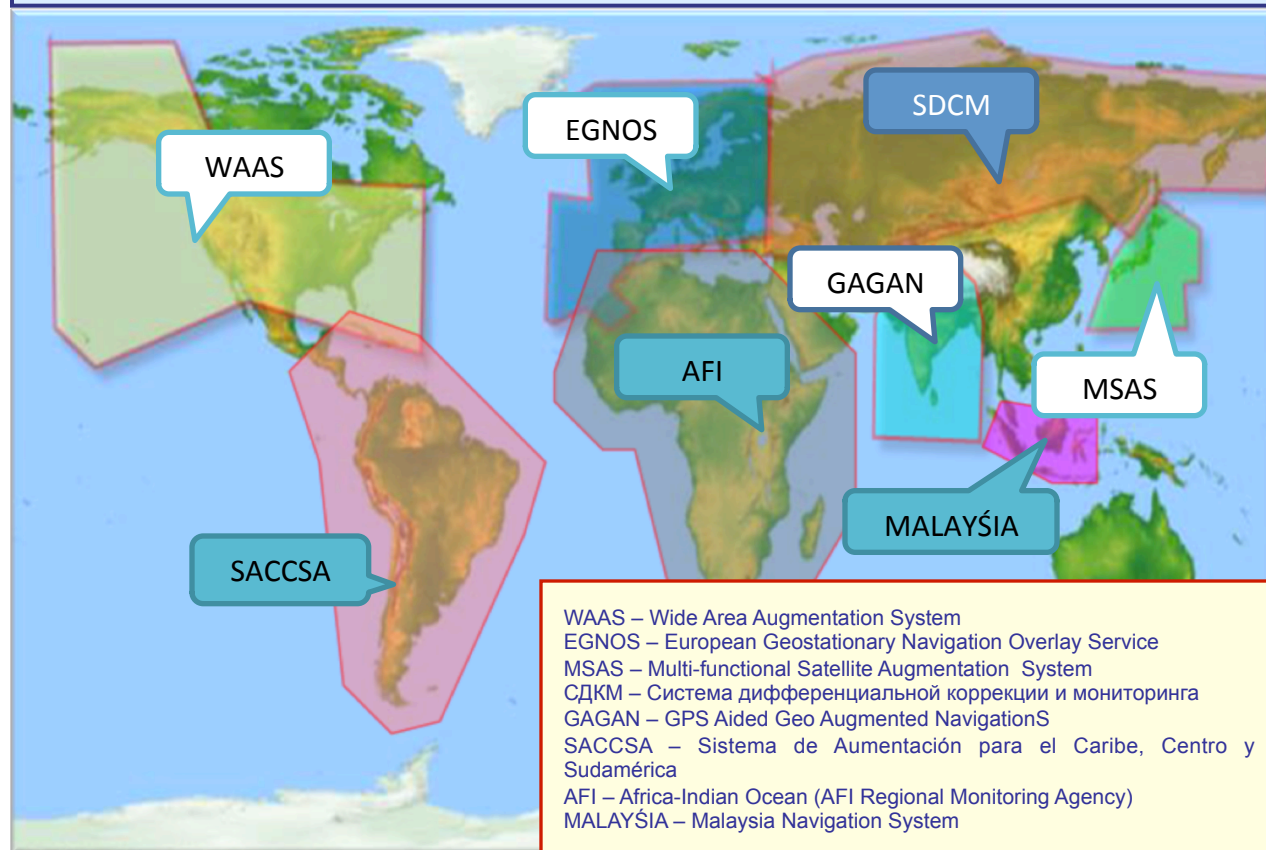 SDCM
EGNOS
WAAS
GAGAN
AFI
MSAS
MALAYŚIA
SACCSA
WAAS – Wide Area Augmentation System
EGNOS – European Geostationary Navigation Overlay Service
MSAS – Multi-functional Satellite Augmentation System
СДКМ – Система дифференциальной коррекции и мониторинга
GAGAN – GPS Aided Geo Augmented NavigationS
SACCSA – Sistema de Aumentación para el Caribe, Centro y
Sudamérica
AFI – Africa-Indian Ocean (AFI Regional Monitoring Agency)
MALAYŚIA – Malaysia Navigation System